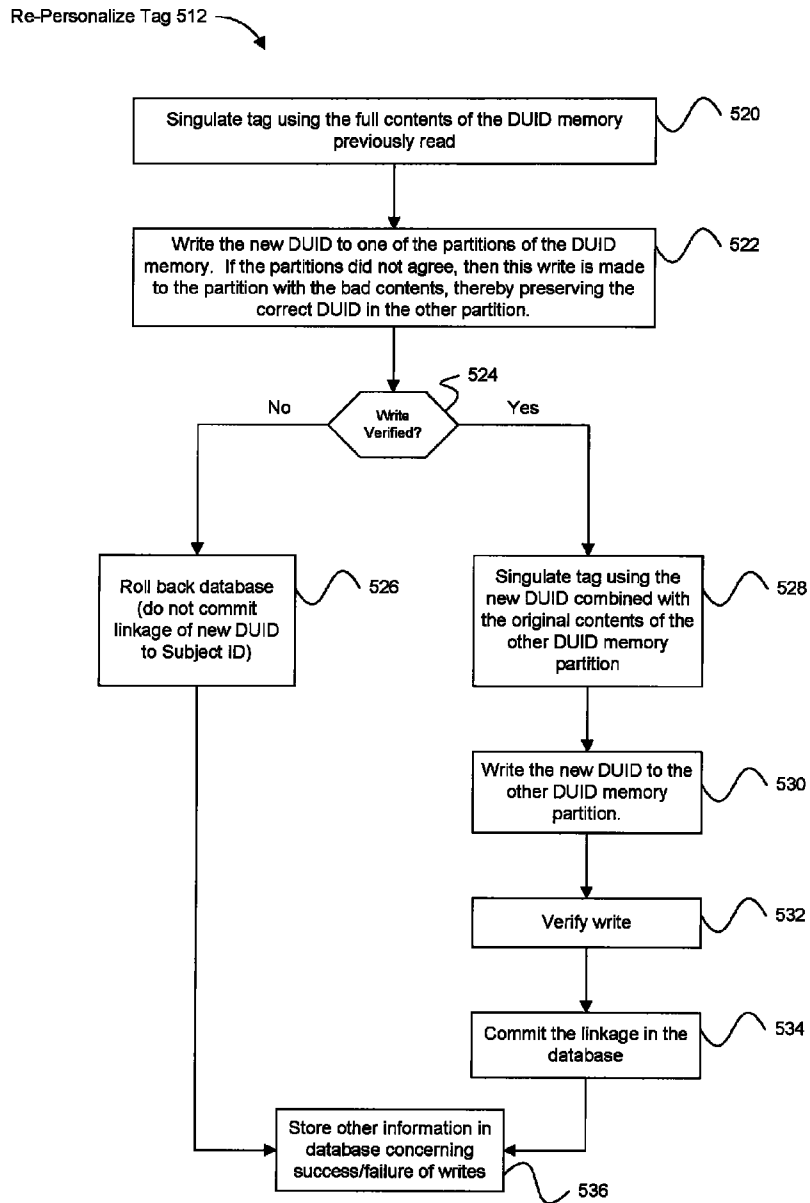 Re-Personalize Tag 512
Singulate tag using the full contents of the DUID memory
previously read
520
Write the new DUID to one of the partitions of the DUID
memory. If the partitions did not agree, then this write is made
to the partition with the bad contents, thereby preserving the
correct DUID in the other partition.
522
524
No
Write
Verified?
Yes
Roll back database
(do not commit
linkage of new DUID
to Subject ID)
526
Singulate tag using the
new DUID combined with
the original contents of the
other DUID memory
partition
528
Write the new DUID to the
other DUID memory
partition.
530
Verify write
532
Commit the linkage in the
database
534
Store other information in
database concerning
success/failure of writes
536